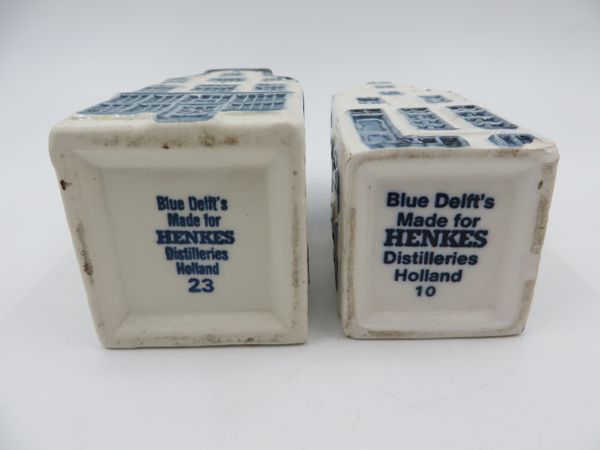 Blue Delft's
Made for
HENKES
Distilleries
Holland
23
Blue Delft's
Made for
HENKES
Distilleries
Holland
10